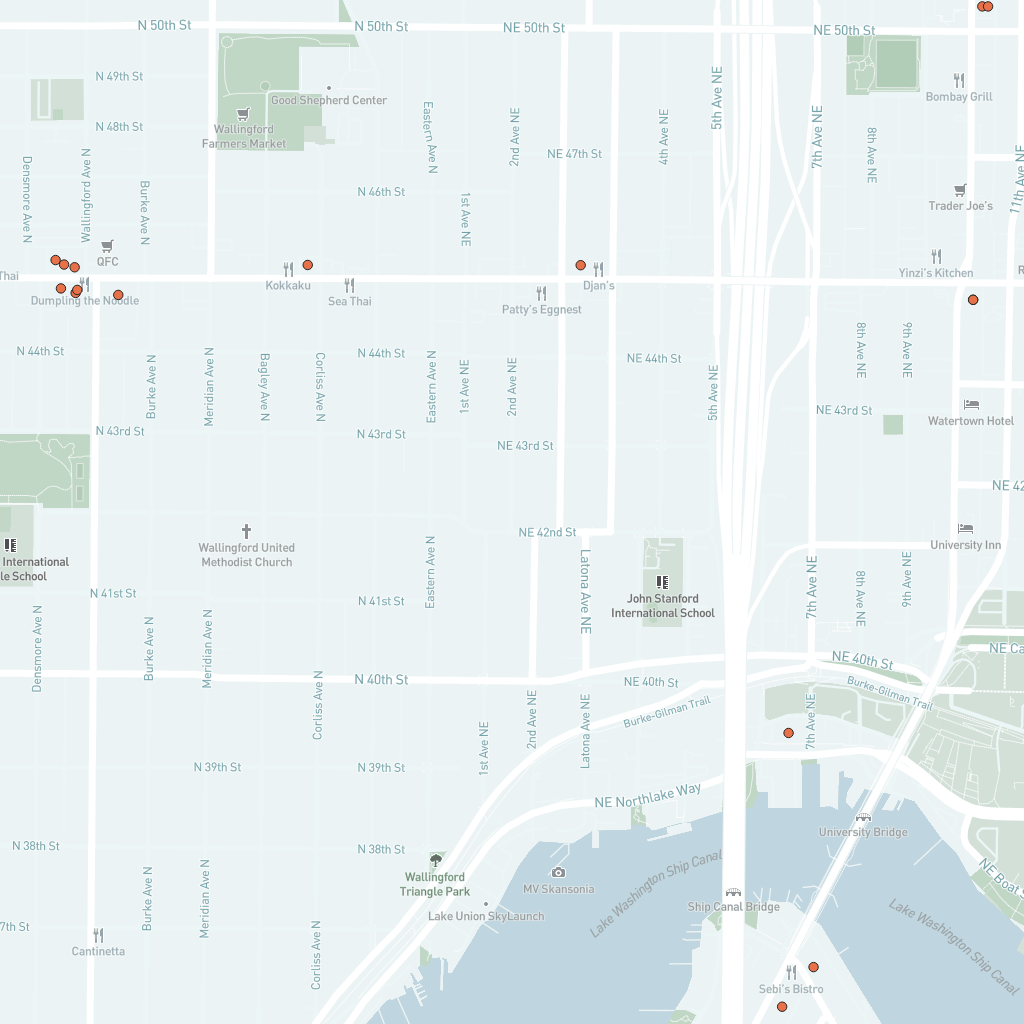 N 50th St
N 50th St
NE 50th St
NE 50th St
N 49th St
Good Shepherd Center
Bombay Grill
5th Ave NE
Wallingford
Farmers Market
N 48th St
Eastern Ave N
2nd Ave NE
4th Ave NE
7th Ave NE
8th Ave NE
NE 47th St
11th Ave NE
Densmore Ave N
Wallingford Ave N
Burke Ave N
N 46th St
1st Ave NE
Trader Joe's
QFC
Thai
Dumpling the Noodle
Kokkaku
Sea Thai
Patty's Eggnest
Djan's
Yinzi's Kitchen
N 44th St
N 44th St
NE 44th St
8th Ave NE
9th Ave NE
Burke Ave N
Meridian Ave N
Bagley Ave N
Corliss Ave N
Eastern Ave N
1st Ave NE
2nd Ave NE
5th Ave NE
N 43rd St
N 43rd St
NE 43rd St
NE 43rd St
Watertown Hotel
NE 42
NE 42nd St
International
le School
Wallingford United
Methodist Church
University Inn
Eastern Ave N
Latona Ave NE
7th Ave NE
8th Ave NE
9th Ave NE
N 41st St
N 41st St
John Stanford
International School
Densmore Ave N
Burke Ave N
Meridian Ave N
NE 40th St
NE Ca
N 40th St
NE 40th St
Burke-Gilman Trail
Burke-Gilman Trail
Corliss Ave N
1st Ave NE
2nd Ave NE
Latona Ave NE
7th Ave NE
N 39th St
N 39th St
NE Northlake Way
N 38th St
N 38th St
University Bridge
Wallingford
Triangle Park
MV Skansonia
Lake Washington Ship Canal
NE Boat S
Burke Ave N
Meridian Ave N
Lake Union SkyLaunch
Ship Canal Bridge
Lake Washington Ship Canal
7th St
Cantinetta
Corliss Ave N
Sebi's Bistro